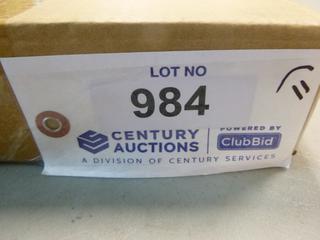 LOT NO
984
CENTURY AUCTIONS
POWERED BY
ClubBid
A DIVISION OF CENTURY SERVICES